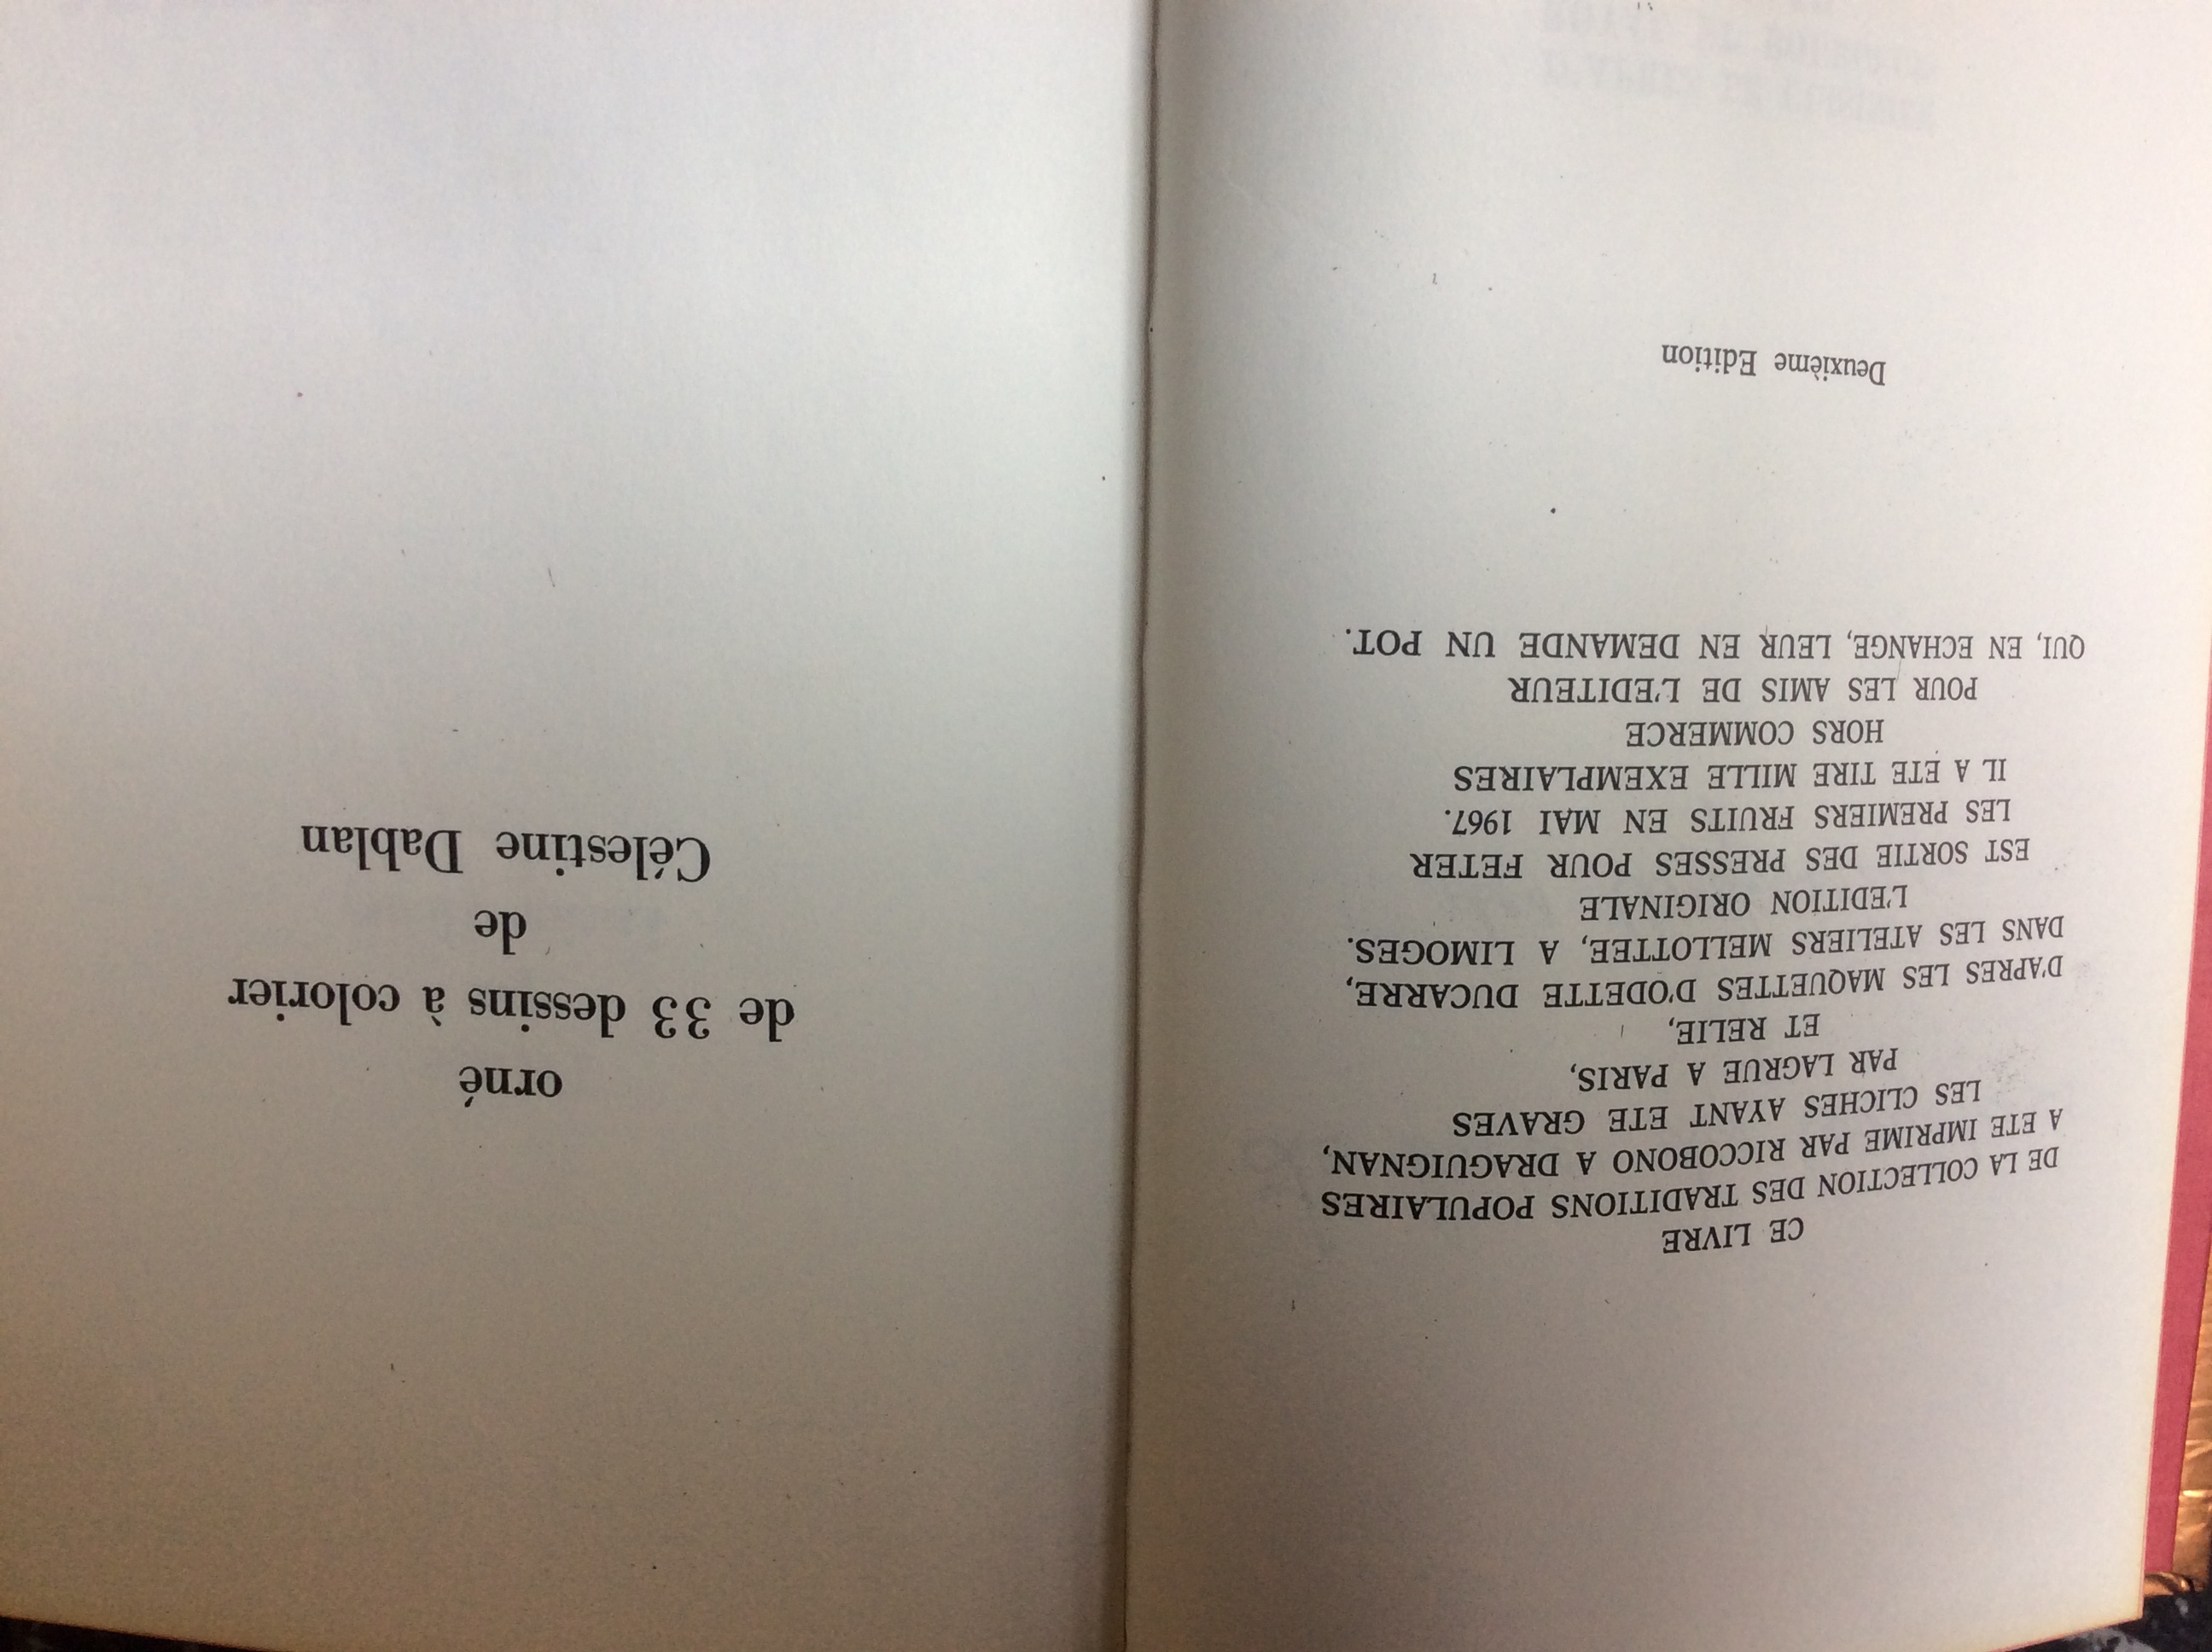 CE LIVRE
DE LA COLLECTION DES TRADITIONS POPULAIRES
A ETE IMPRIME PAR RICCOBONO A DRAGUIGNAN,
LES CLICHES AYANT ETE GRAVES
PAR LAGRUE A PARIS,
ET RELIE,
D'APRES LES MAQUETTES D'ODETTE DUCARRE,
DANS LES ATELIERS MELLOTTEE, A LIMOGES.
L'EDITION ORIGINALE
EST SORTIE DES PRESSES POUR FETER
LES PREMIERS FRUITS EN MAI 1967.
IL A ETE TIRE MILLE EXEMPLAIRES
HORS COMMERCE
POUR LES AMIS DE L'EDITEUR
QUI, EN ECHANGE, LEUR EN DEMANDE UN POT.
Deuxième Edition
orné
de 33 dessins à colorier
de
Célestine Dablan